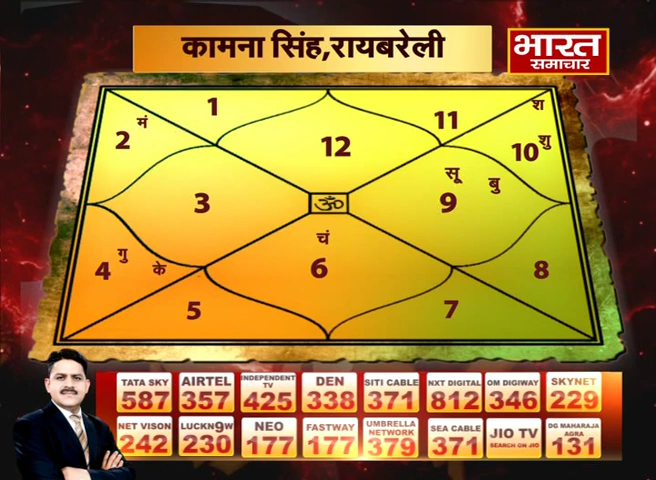 कामना सिंह,रायबरेली
भारत
समाचार
1
11
श
मं
2
12
10
शु
सू
बु
3
ॐ
9
चं
गु
4
के
6
8
5
7
TATA SKY
587
AIRTEL
357
INDEPENDENT
TV
425
DEN
338
SITI CABLE
371
NXT DIGITAL
812
OM DIGIWAY
346
SKYNET
229
NET VISON
242
LUCKN9W
230
NEO
177
FASTWAY
177
UMBRELLA
NETWORK
379
SEA CABLE
371
JIO TV
SEARCH ON JIO
DG MAHARAJA
AGRA
131